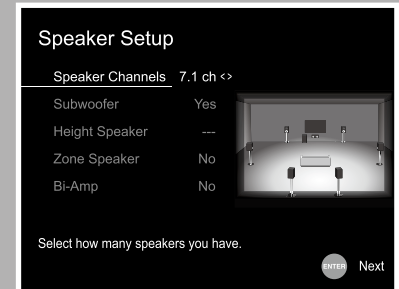 Speaker Setup
Speaker Channels 7.1 ch <>
Subwoofer Yes
Height Speaker ---
Zone Speaker No
Bi-Amp No
Select how many speakers you have.
ENTER Next